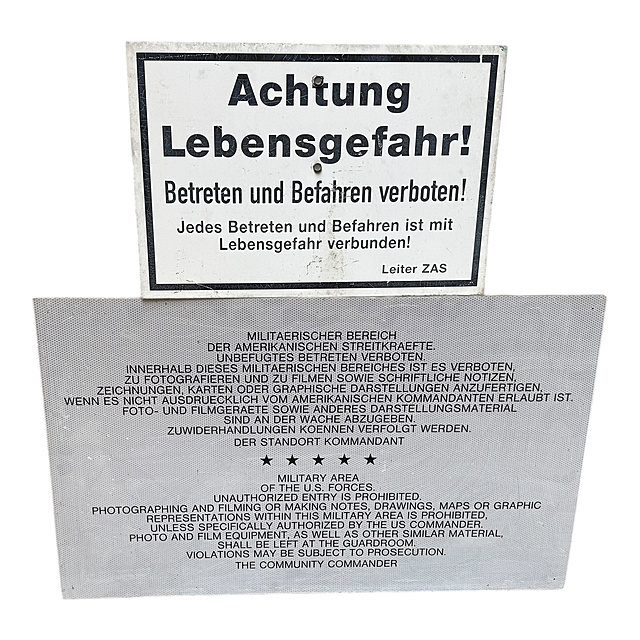 Achtung
Lebensgefahr!
Betreten und Befahren verboten!
Jedes Betreten und Befahren ist mit
Lebensgefahr verbunden!
Leiter ZAS
MILITAERISCHER BEREICH
DER AMERIKANISCHEN STREITKRAEFTE.
UNBEFUGTES BETRETEN VERBOTEN.
INNERHALB DIESES MILITAERISCHEN BEREICHES IST ES VERBOTEN,
ZU FOTOGRAFIEREN UND ZU FILMEN SOWIE SCHRIFTLICHE NOTIZEN,
ZEICHNUNGEN, KARTEN ODER GRAPHISCHE DARSTELLUNGEN ANZUFERTIGEN,
WENN ES NICHT AUSDRUECKLICH VOM AMERIKANISCHEN KOMMANDANTEN ERLAUBT IST.
FOTO- UND FILMGERAETE SOWIE ANDERES DARSTELLUNGSMATERIAL
SIND AN DER WACHE ABZUGEBEN.
ZUWIDERHANDLUNGEN KOENNEN VERFOLGT WERDEN.
DER STANDORT KOMMANDANT
★ ★ ★ ★ ★
MILITARY AREA
OF THE U.S. FORCES.
UNAUTHORIZED ENTRY IS PROHIBITED.
PHOTOGRAPHING AND FILMING OR MAKING NOTES, DRAWINGS, MAPS OR GRAPHIC
REPRESENTATIONS WITHIN THIS MILITARY AREA IS PROHIBITED,
UNLESS SPECIFICALLY AUTHORIZED BY THE US COMMANDER.
PHOTO AND FILM EQUIPMENT, AS WELL AS OTHER SIMILAR MATERIAL,
SHALL BE LEFT AT THE GUARDROOM.
VIOLATIONS MAY BE SUBJECT TO PROSECUTION.
THE COMMUNITY COMMANDER